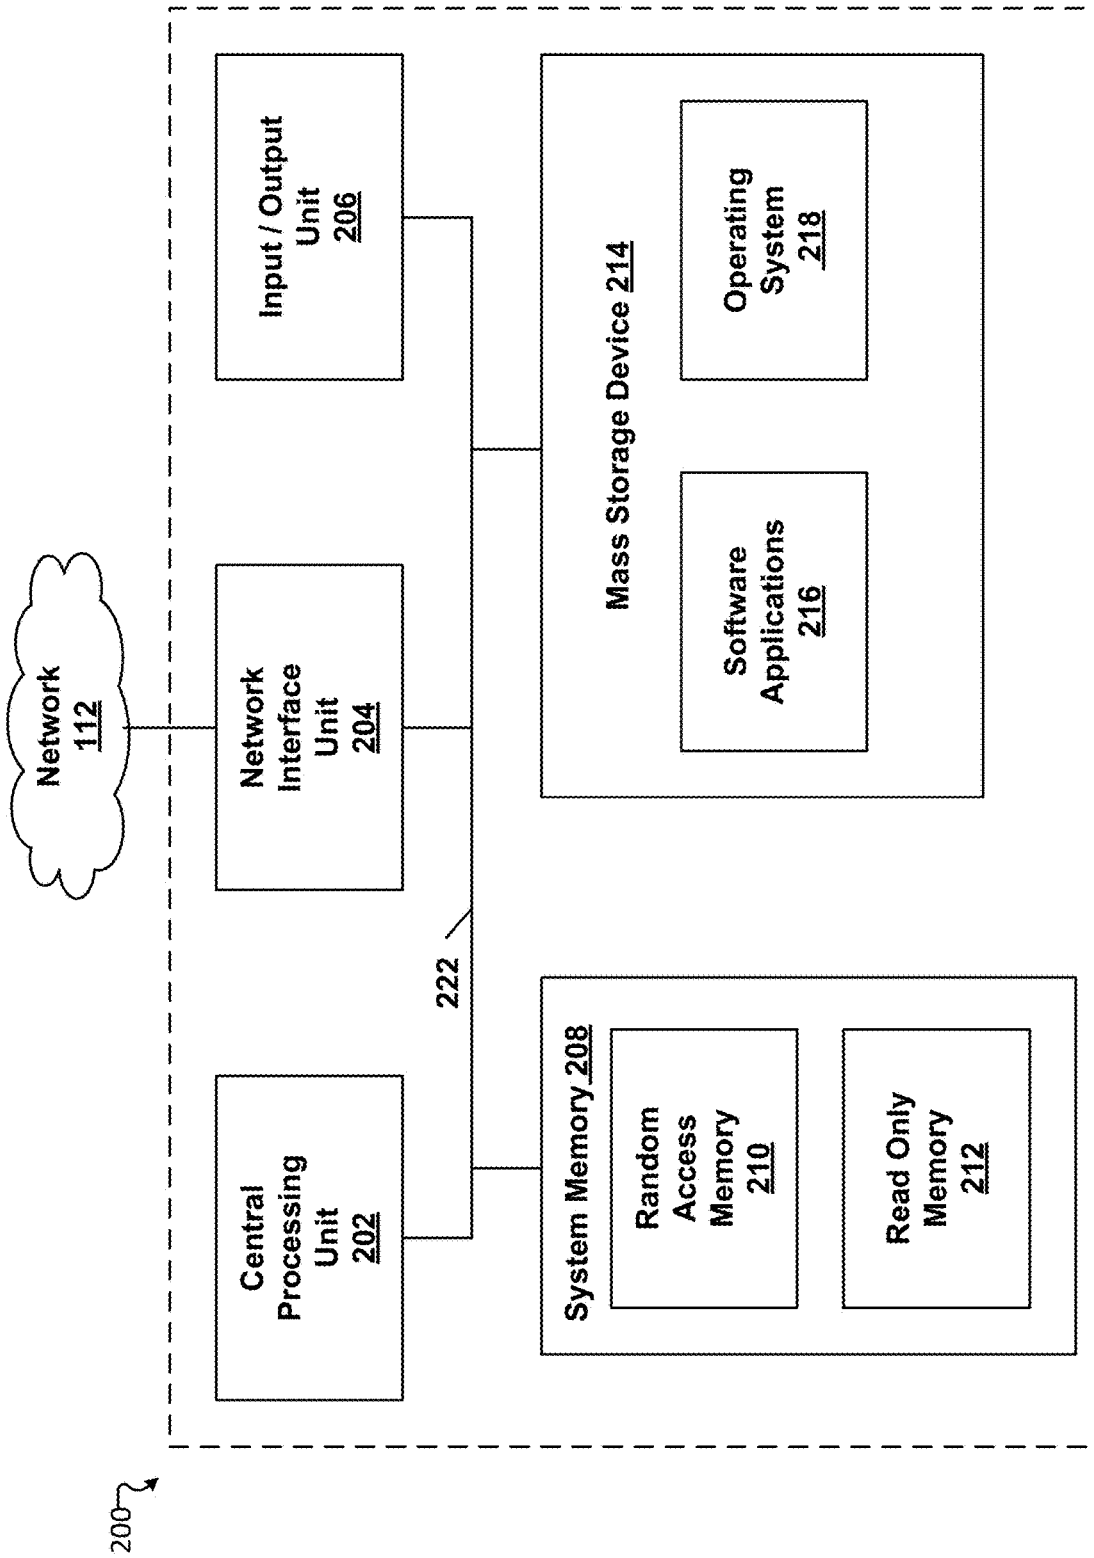 200
Network
112
Central
Processing
Unit
202
Network
Interface
Unit
204
Input / Output
Unit
206
222
System Memory 208
Random
Access
Memory
210
Read Only
Memory
212
Mass Storage Device 214
Software
Applications
216
Operating
System
218